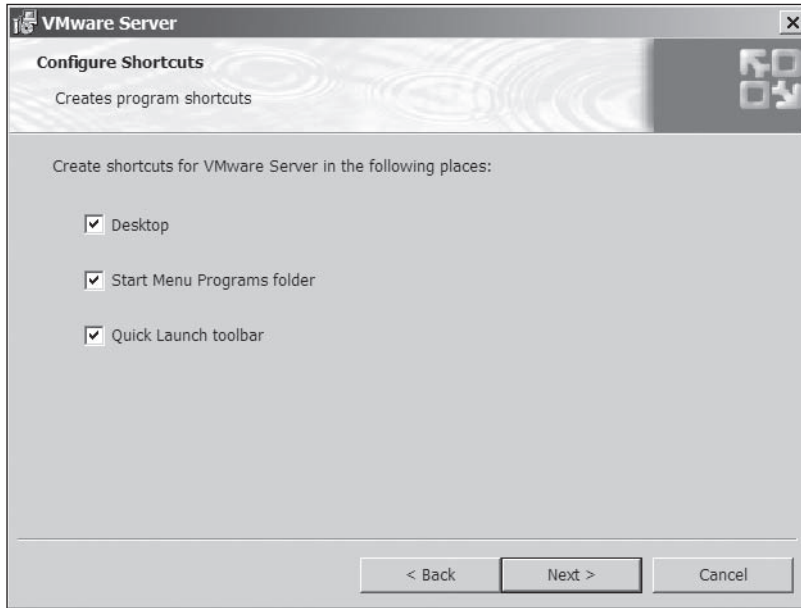 VMware Server
Configure Shortcuts
Creates program shortcuts
Create shortcuts for VMware Server in the following places:
Desktop
Start Menu Programs folder
Quick Launch toolbar
< Back
Next >
Cancel